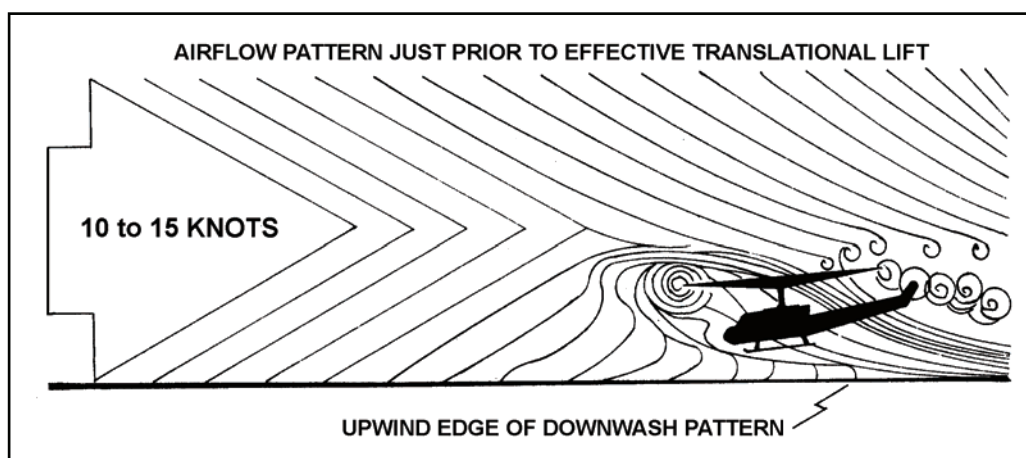 AIRFLOW PATTERN JUST PRIOR TO EFFECTIVE TRANSLATIONAL LIFT
10 to 15 KNOTS
UPWIND EDGE OF DOWNWASH PATTERN